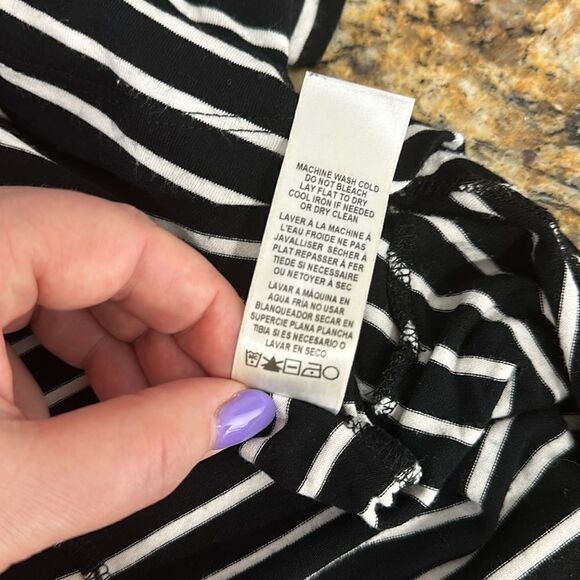 MACHINE WASH COLD
DO NOT BLEACH
LAY FLAT TO DRY
COOL IRON IF NEEDED
OR DRY CLEAN
LAVER À LA MACHINE À
L'EAU FROIDE NE PAS
JAVALLISER SÉCHER À
PLAT REPASSER À FER
TIEDE SI NECESSAIRE
OU NETOYER À SEC
LAVAR A MÁQUINA EN
AGUA FRÍA NO USAR
BLANQUEADOR SECAR EN
SUPERCIE PLANA PLANCHA
TIBIA SI ES NECESARIO O
LAVAR EN SECO